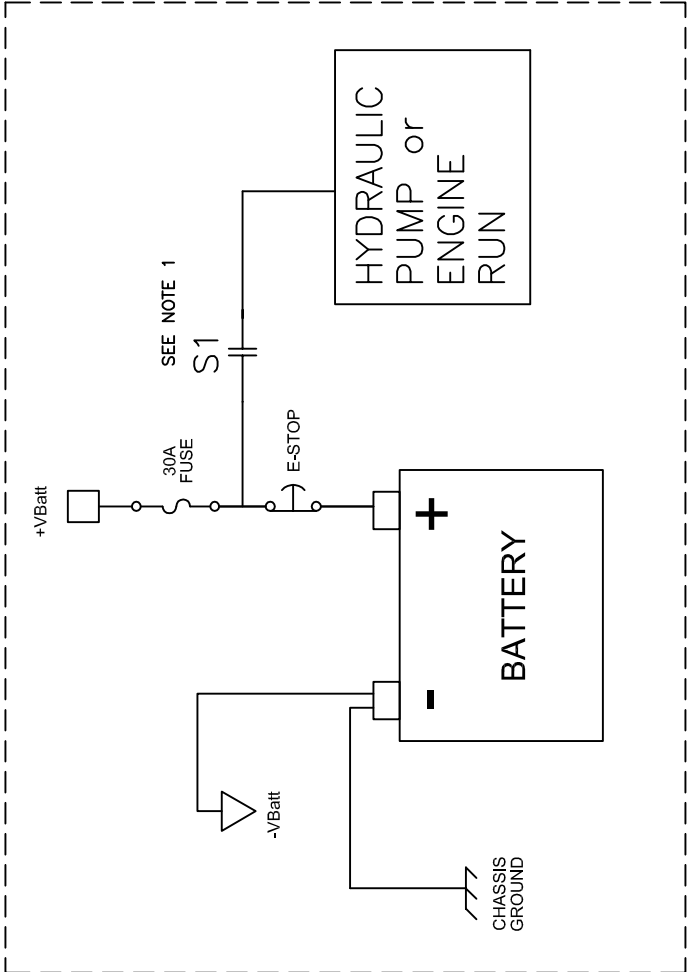 +VBatt
30A
FUSE
SEE NOTE 1
S1
E-STOP
HYDRAULIC
PUMP or
ENGINE
RUN
+
-
BATTERY
-VBatt
CHASSIS
GROUND